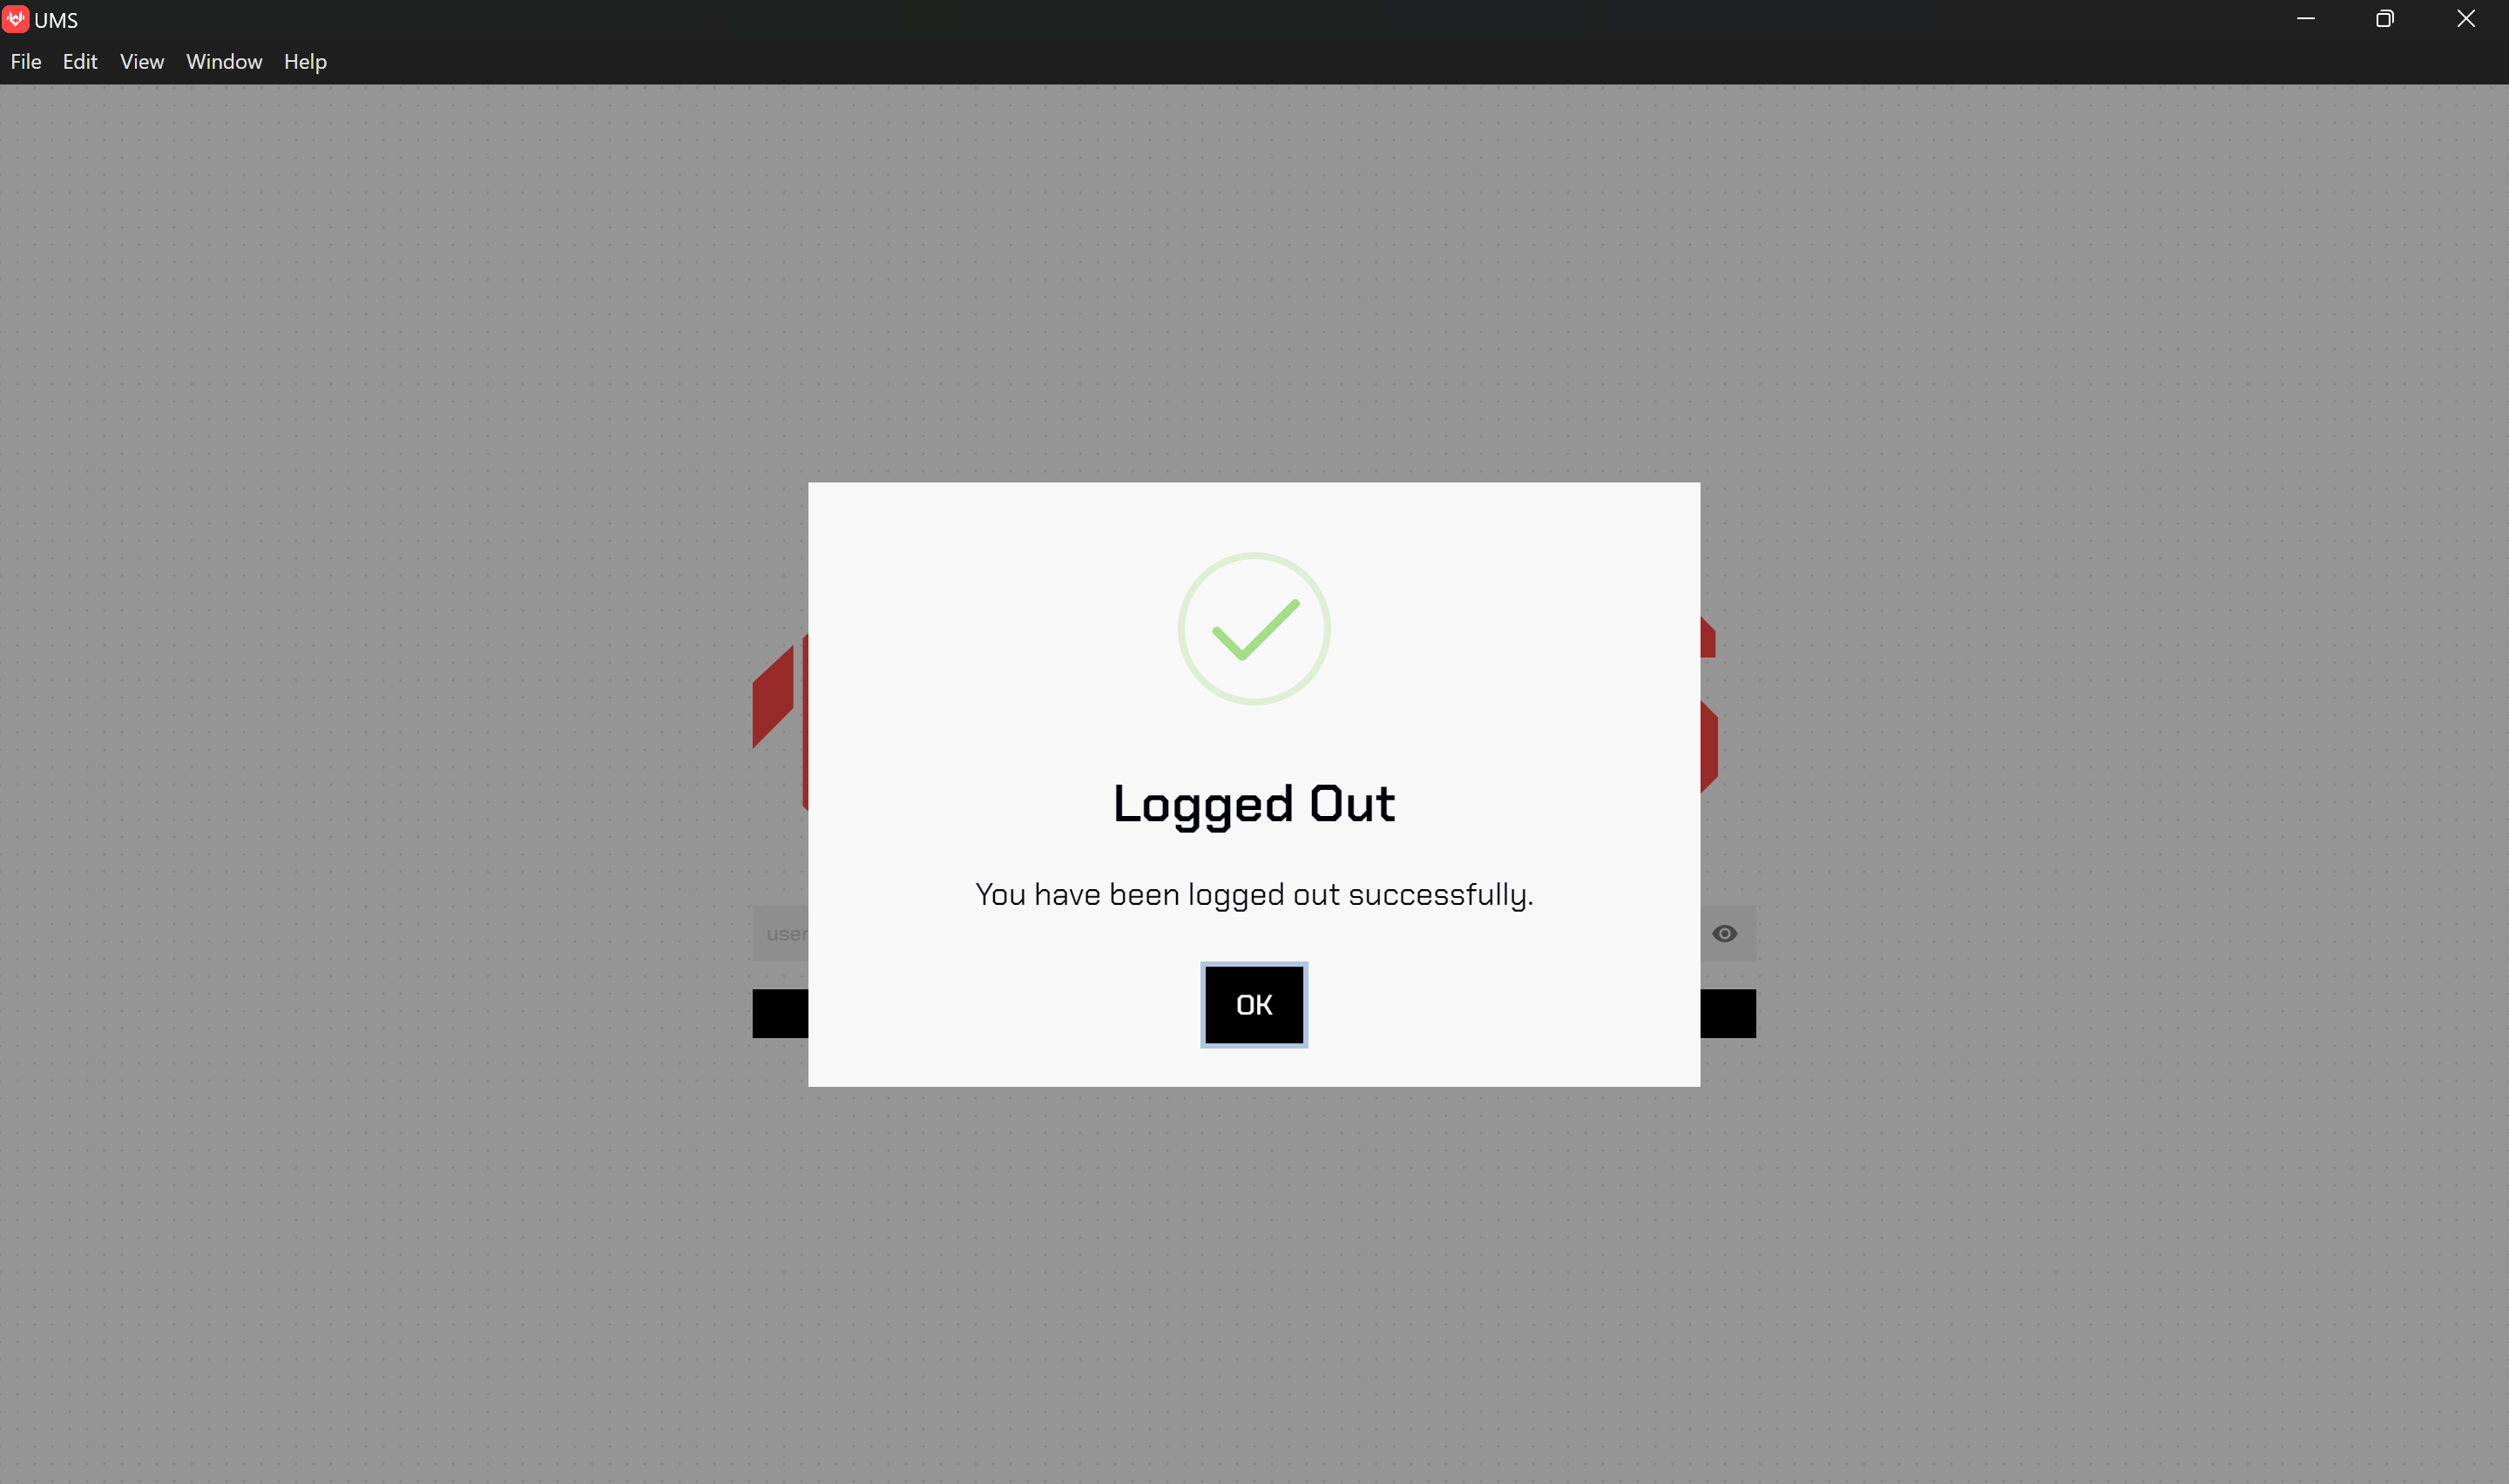 UMS
File Edit View Window Help
Logged Out
You have been logged out successfully.
user
OK